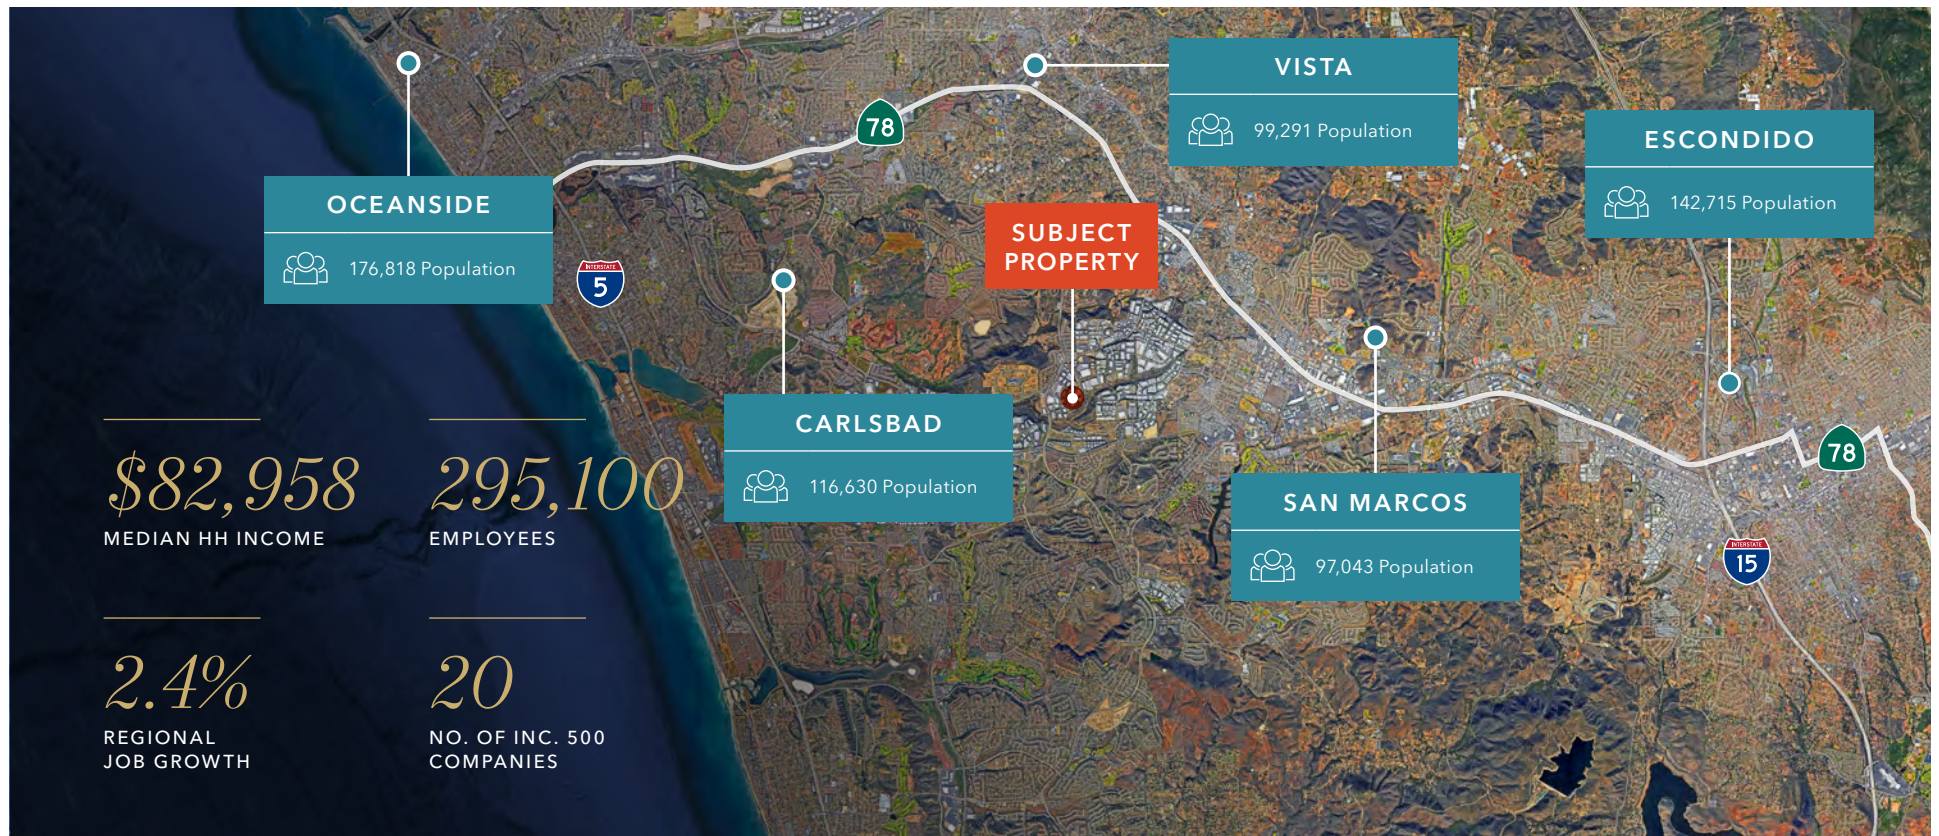 VISTA
99,291 Population
78
ESCONDIDO
142,715 Population
OCEANSIDE
176,818 Population
SUBJECT
PROPERTY
INTERSTATE
5
CARLSBAD
116,630 Population
SAN MARCOS
97,043 Population
78
INTERSTATE
15
$82,958
MEDIAN HH INCOME
295,100
EMPLOYEES
2.4%
REGIONAL
JOB GROWTH
20
NO. OF INC. 500
COMPANIES